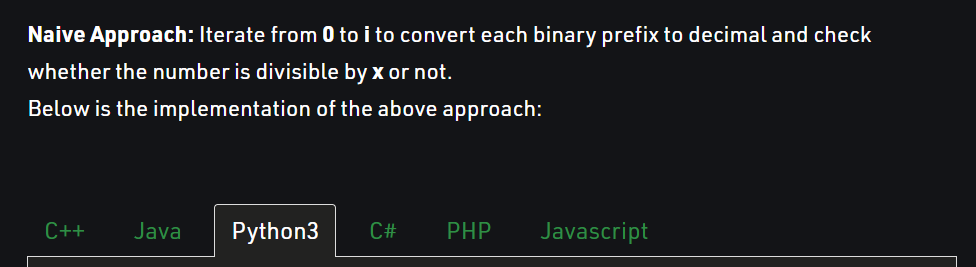 Naive Approach: Iterate from 0 to i to convert each binary prefix to decimal and check
whether the number is divisible by x or not.
Below is the implementation of the above approach:
C++ Java Python3 C# PHP Javascript